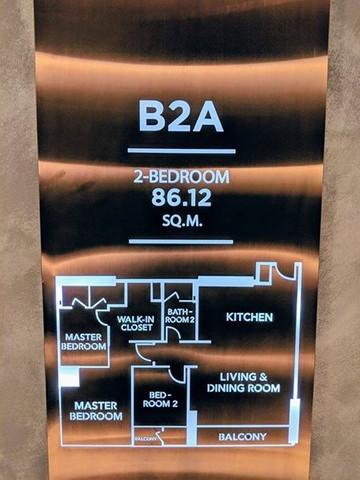 B2A
2-BEDROOM
86.12
SQ.M.
WALK-IN
CLOSET
BATH-
ROOM 2
KITCHEN
MASTER
BEDROOM
LIVING &
DINING ROOM
MASTER
BEDROOM
BED-
ROOM 2
BALCONY
BALCONY